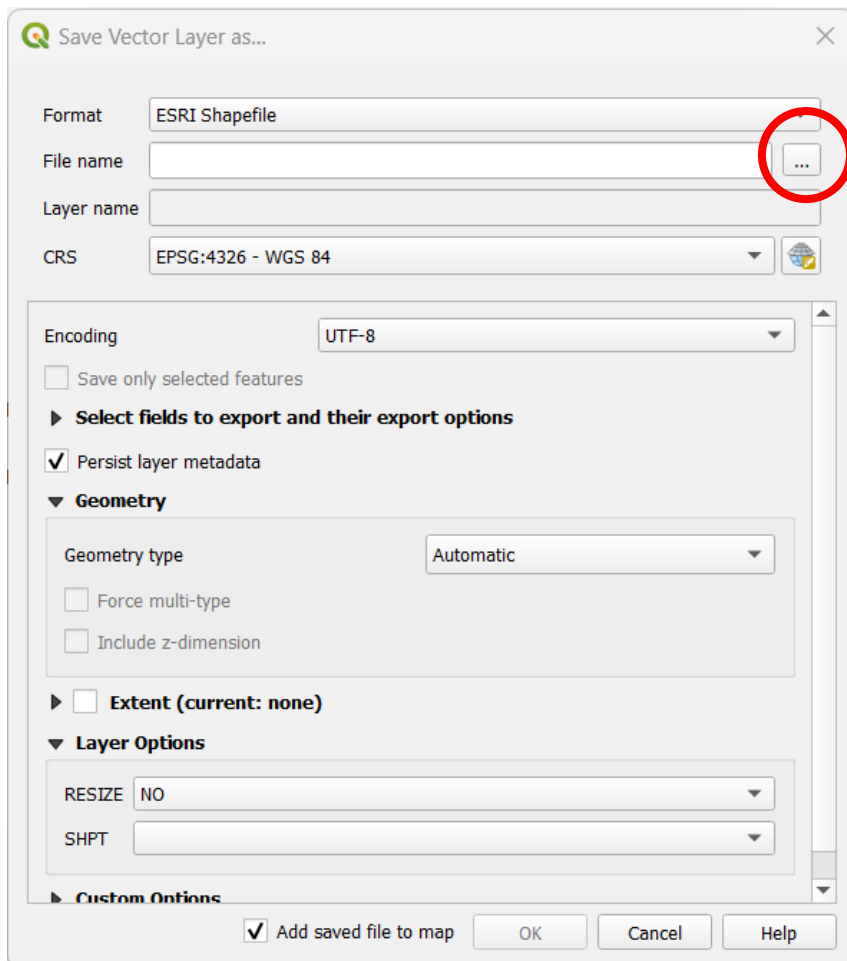 Save Vector Layer as...
Format ESRI Shapefile
File name ...
Layer name
CRS EPSG:4326 - WGS 84
Encoding UTF-8
Save only selected features
Select fields to export and their export options
Persist layer metadata
Geometry
Geometry type Automatic
Force multi-type
Include z-dimension
Extent (current: none)
Layer Options
RESIZE NO
SHPT
Custom Options
Add saved file to map OK Cancel Help